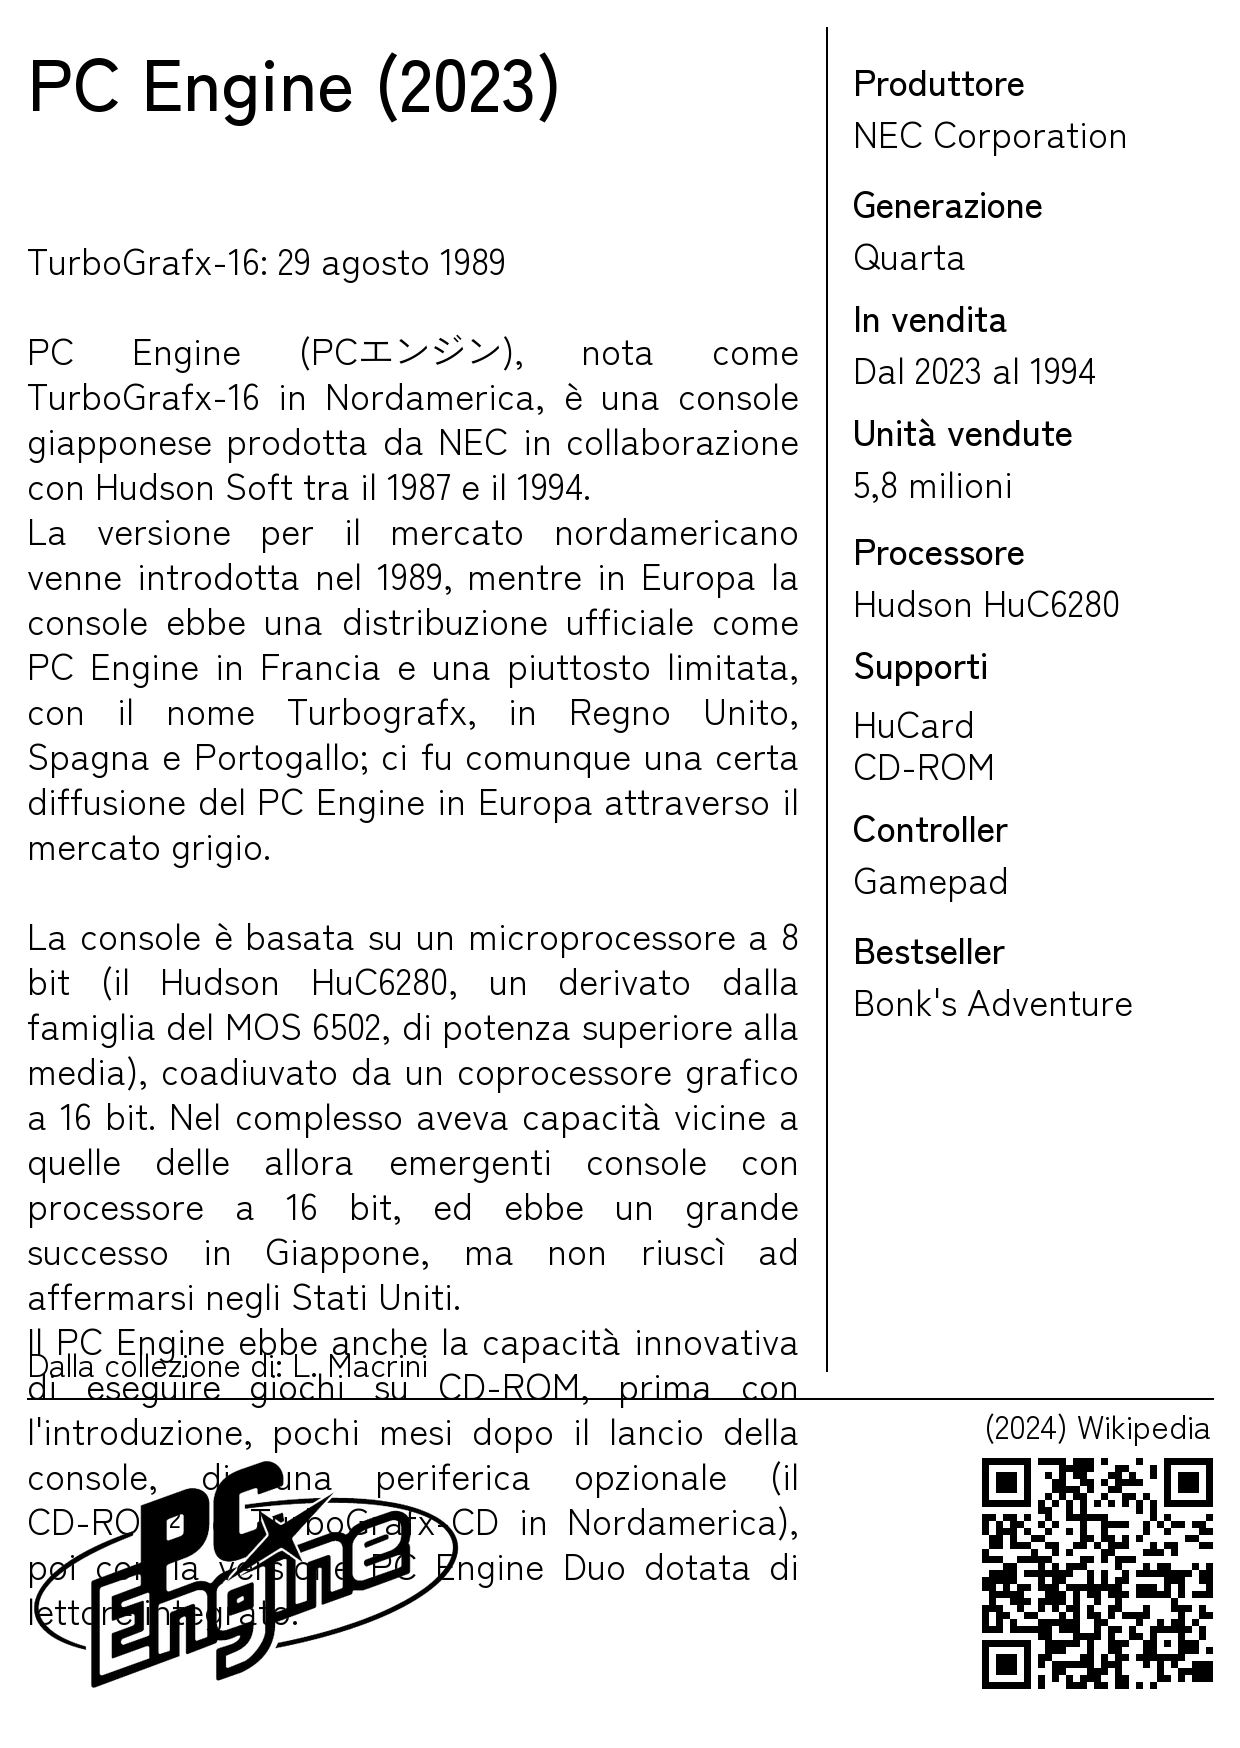 PC Engine (2023)
TurboGrafx-16: 29 agosto 1989
PC Engine (PCエンジン), nota come
TurboGrafx-16 in Nordamerica, è una console
giapponese prodotta da NEC in collaborazione
con Hudson Soft tra il 1987 e il 1994.
La versione per il mercato nordamericano
venne introdotta nel 1989, mentre in Europa la
console ebbe una distribuzione ufficiale come
PC Engine in Francia e una piuttosto limitata,
con il nome Turbografx, in Regno Unito,
Spagna e Portogallo; ci fu comunque una certa
diffusione del PC Engine in Europa attraverso il
mercato grigio.
La console è basata su un microprocessore a 8
bit (il Hudson HuC6280, un derivato dalla
famiglia del MOS 6502, di potenza superiore alla
media), coadiuvato da un coprocessore grafico
a 16 bit. Nel complesso aveva capacità vicine a
quelle delle allora emergenti console con
processore a 16 bit, ed ebbe un grande
successo in Giappone, ma non riuscì ad
affermarsi negli Stati Uniti.
Il PC Engine ebbe anche la capacità innovativa
di eseguire giochi su CD-ROM, prima con
l'introduzione, pochi mesi dopo il lancio della
console, di una periferica opzionale (il
CD-ROM² TurboGrafx-CD in Nordamerica),
poi con la versione PC Engine Duo dotata di
lettore integrato.
Dalla collezione di: L. Macrini
PC
Engine
Produttore
NEC Corporation
Generazione
Quarta
In vendita
Dal 2023 al 1994
Unità vendute
5,8 milioni
Processore
Hudson HuC6280
Supporti
HuCard
CD-ROM
Controller
Gamepad
Bestseller
Bonk's Adventure
(2024) Wikipedia